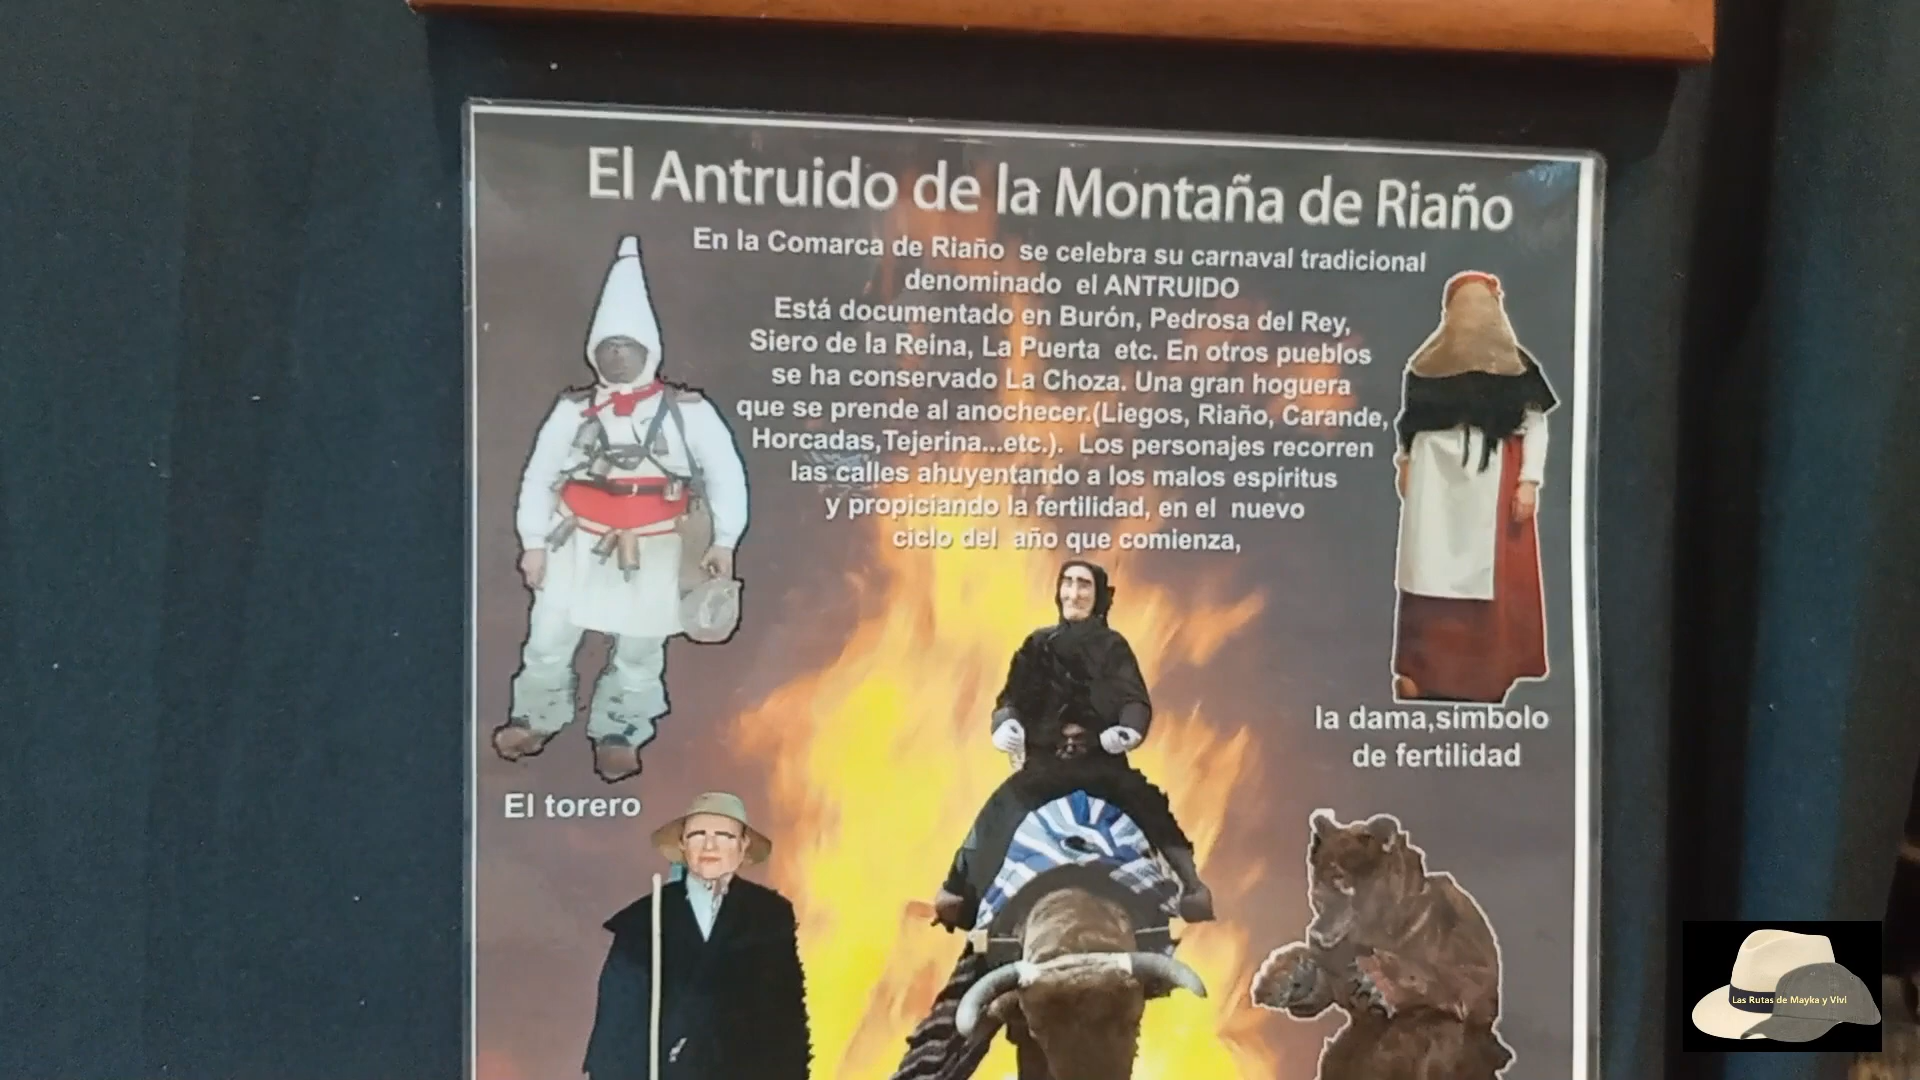 El Antruido de la Montaña de Riaño
En la Comarca de Riaño se celebra su carnaval tradicional
denominado el ANTRUIDO
Está documentado en Burón, Pedrosa del Rey,
Siero de la Reina, La Puerta etc. En otros pueblos
se ha conservado La Choza. Una gran hoguera
que se prende al anochecer.(Liegos, Riaño, Carande,
Horcadas,Tejerina...etc.). Los personajes recorren
las calles ahuyentando a los malos espíritus
y propiciando la fertilidad, en el nuevo
ciclo del año que comienza,
la dama,símbolo
de fertilidad
El torero
Las Rutas de Mayka y Vivi